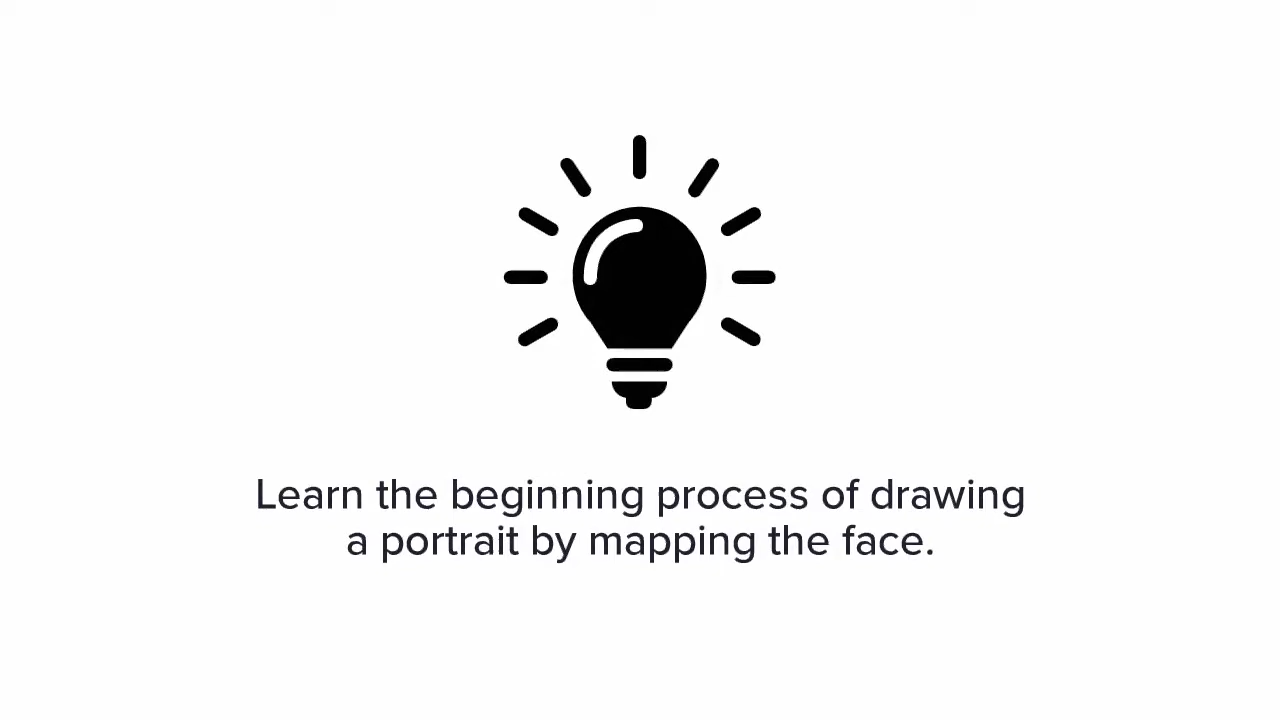 Learn the beginning process of drawing
a portrait by mapping the face.